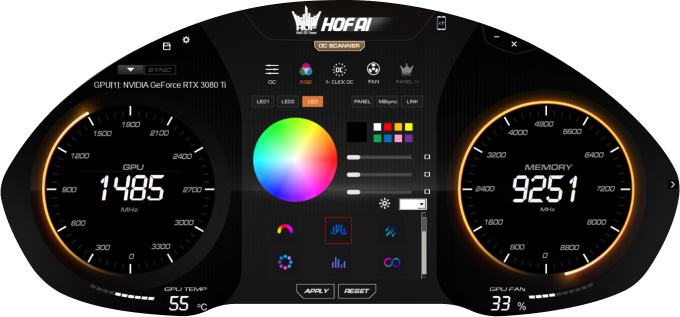 HOF
Hall Of Fame
HOF AI
OC SCANNER
SYNC
GPU[1]: NVIDIA GeForce RTX 3080 Ti
OC
RGB
1- CLICK OC
FAN
PANEL III
LED1
LED2
LED
PANEL
MBsync
LINK
0
300
600
900
1200
1500
1800
2100
2400
2700
3000
3300
GPU
1485
MHz
GPU TEMP
55 °C
0
1600
2400
3200
4000
4800
5600
6400
7200
8000
8800
MEMORY
9251
MHz
GPU FAN
33 %
APPLY
RESET